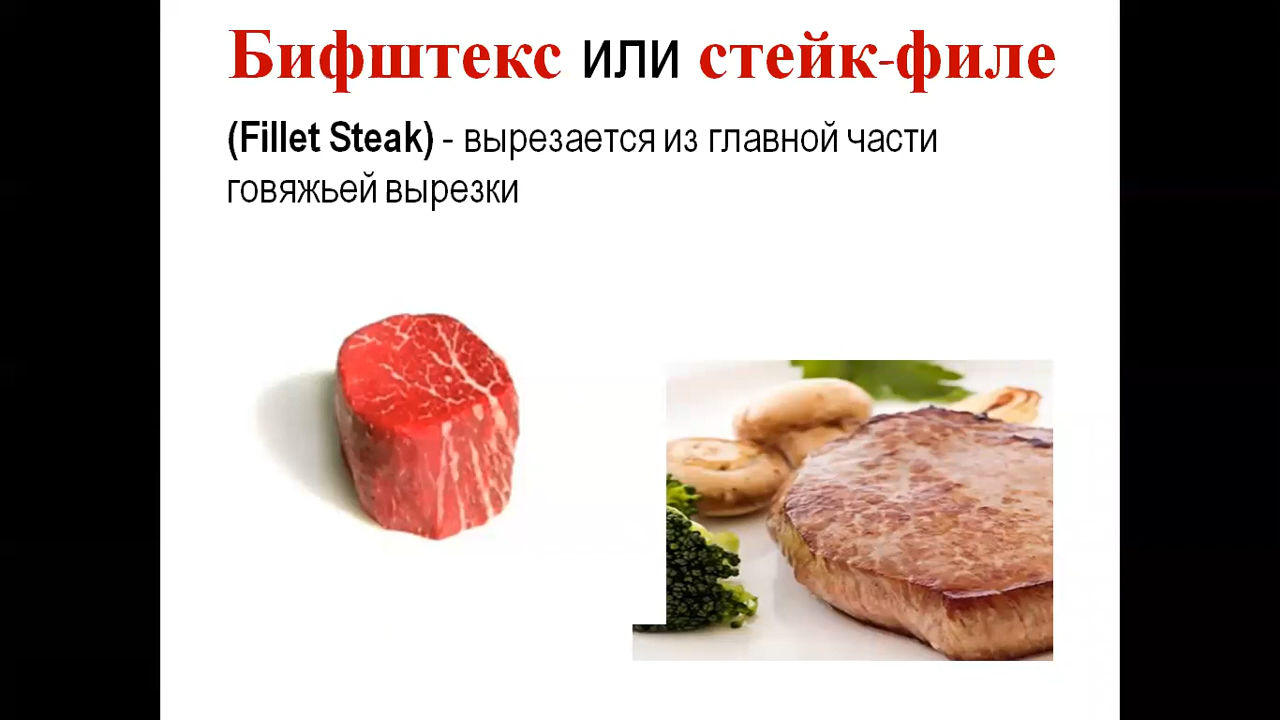 Бифштекс или стейк-филе
(Fillet Steak) - вырезается из главной части
говяжьей вырезки